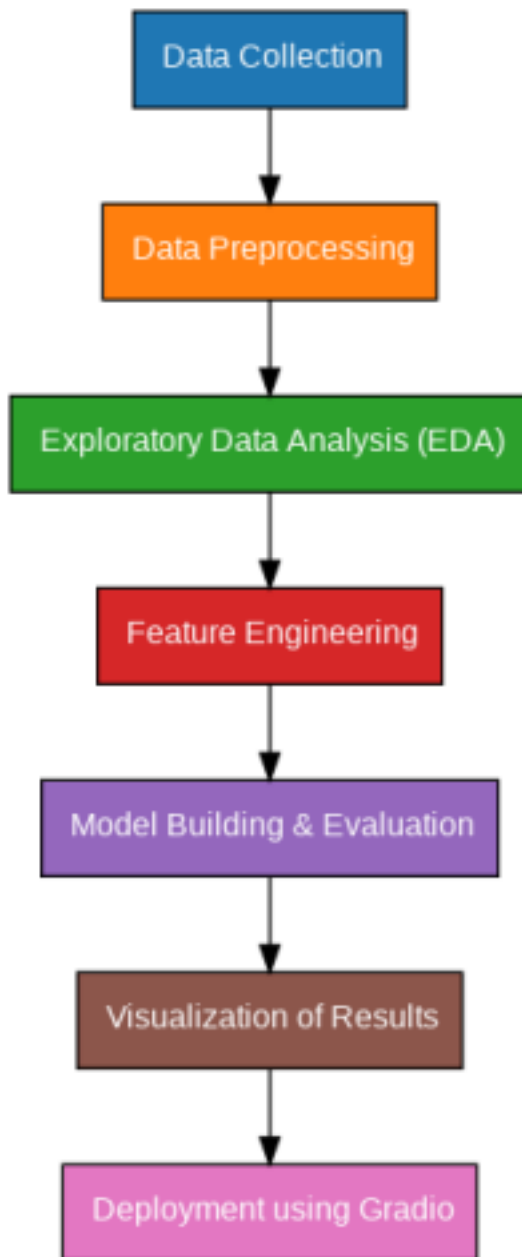 Data Collection
Data Preprocessing
Exploratory Data Analysis (EDA)
Feature Engineering
Model Building & Evaluation
Visualization of Results
Deployment using Gradio